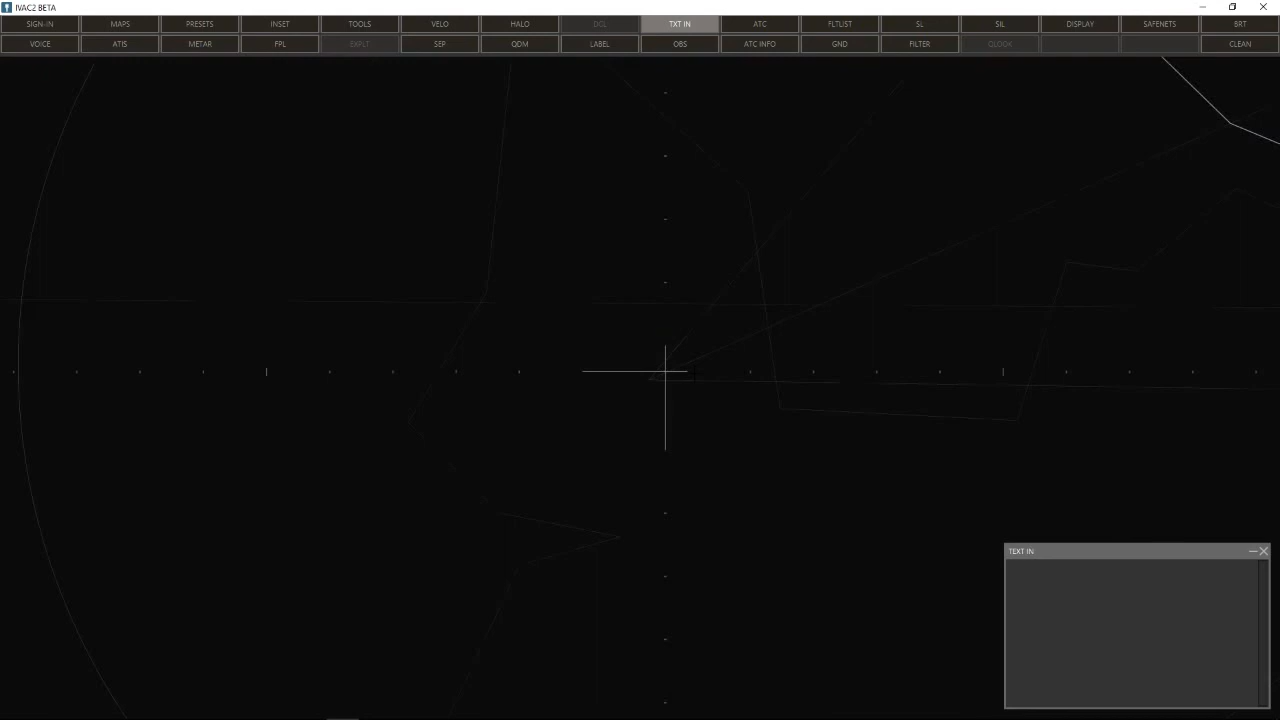 IVAC2 BETA
SIGN-IN MAPS PRESETS INSET TOOLS VELO HALO DCL TXT IN ATC FLTLIST SL SIL DISPLAY SAFENETS BRT
VOICE ATIS METAR FPL EXPLT SEP QDM LABEL OBS ATC INFO GND FILTER QLOOK CLEAN
TEXT IN